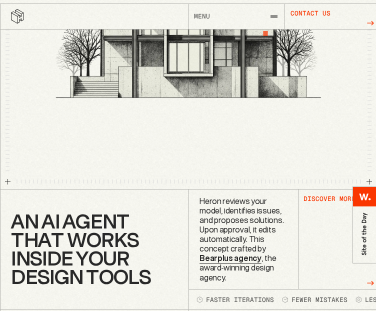 MENU
CONTACT US
AN AI AGENT
THAT WORKS
INSIDE YOUR
DESIGN TOOLS
Heron reviews your
model, identifies issues,
and proposes solutions.
Upon approval, it edits
automatically. This
concept crafted by
Bearplus agency, the
award-winning design
agency.
DISCOVER MORE
W.
Site of the Day
FASTER ITERATIONS
FEWER MISTAKES
LES